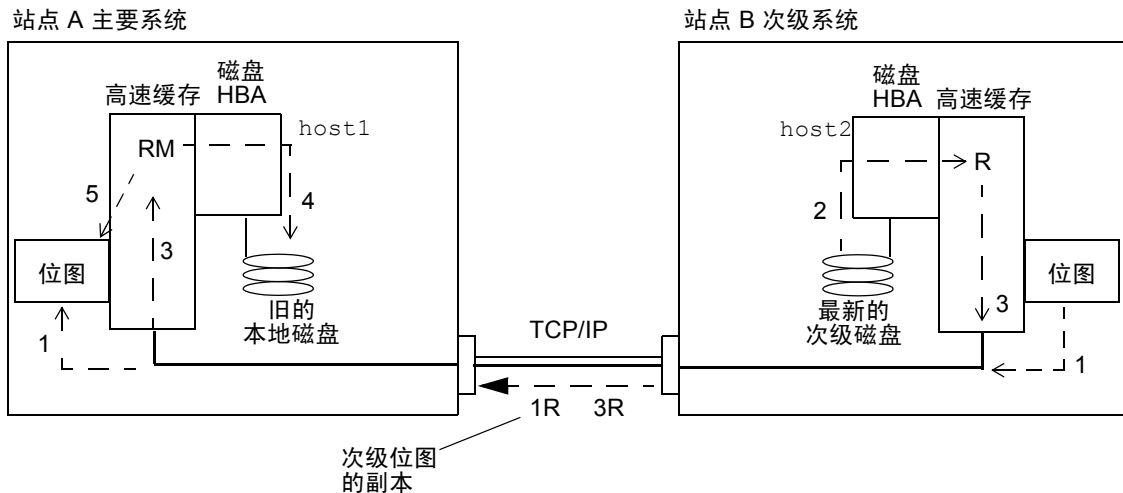 站点 A 主要系统
站点 B 次级系统
高速缓存
磁盘
HBA
host1
RM
5
4
3
位图
旧的
本地磁盘
1
磁盘
HBA
高速缓存
host2
R
2
位图
最新的
次级磁盘
3
1
TCP/IP
1R
3R
次级位图
的副本